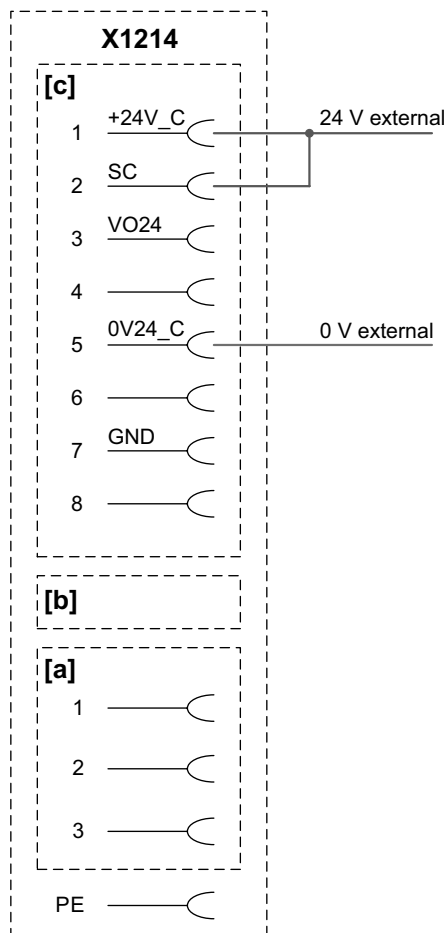 X1214
[c]
1 +24V_C 24 V external
2 SC
3 VO24
4
5 0V24_C 0 V external
6
7 GND
8
[b]
[a]
1
2
3
PE